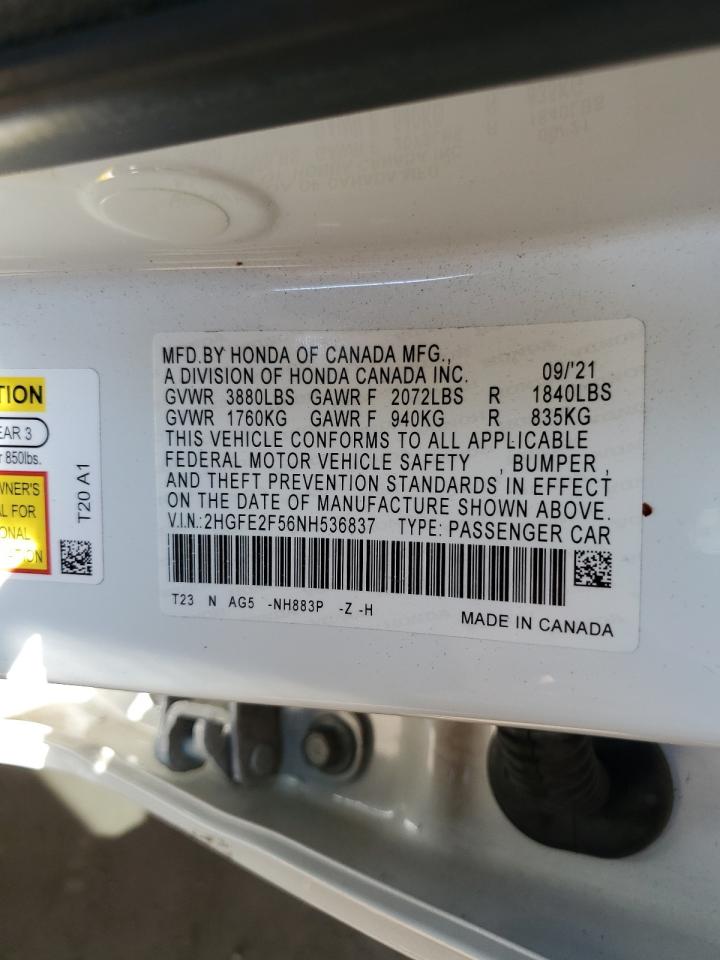 MFD.BY HONDA OF CANADA MFG.,
A DIVISION OF HONDA CANADA INC. 09/'21
GVWR 3880LBS GAWR F 2072LBS R 1840LBS
GVWR 1760KG GAWR F 940KG R 835KG
THIS VEHICLE CONFORMS TO ALL APPLICABLE
FEDERAL MOTOR VEHICLE SAFETY , BUMPER ,
AND THEFT PREVENTION STANDARDS IN EFFECT
ON THE DATE OF MANUFACTURE SHOWN ABOVE.
V.I.N.:2HGFE2F56NH536837 TYPE: PASSENGER CAR
T23 N AG5 -NH883P -Z -H
MADE IN CANADA
TION
EAR 3
r 850lbs.
WNER'S
AL FOR
IONAL
ATION
T20 A1